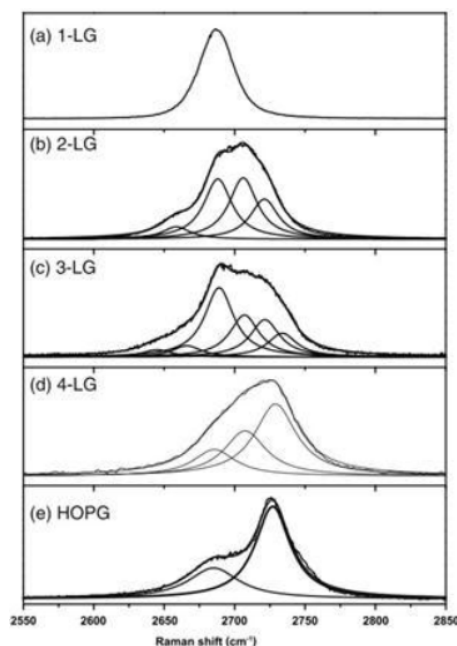 (a) 1-LG
(b) 2-LG
(c) 3-LG
(d) 4-LG
(e) HOPG
2550 2600 2650 2700 2750 2800 2850
Raman shift (cm⁻¹)